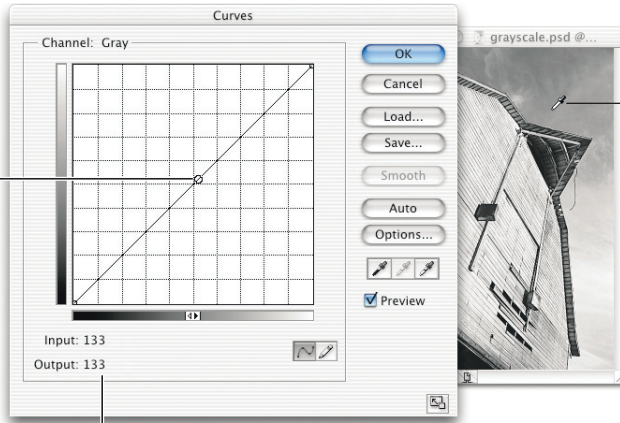 Curves
Channel: Gray
grayscale.psd @...
OK
Cancel
Load...
Save...
Smooth
Auto
Options...
Preview
Input: 133
Output: 133